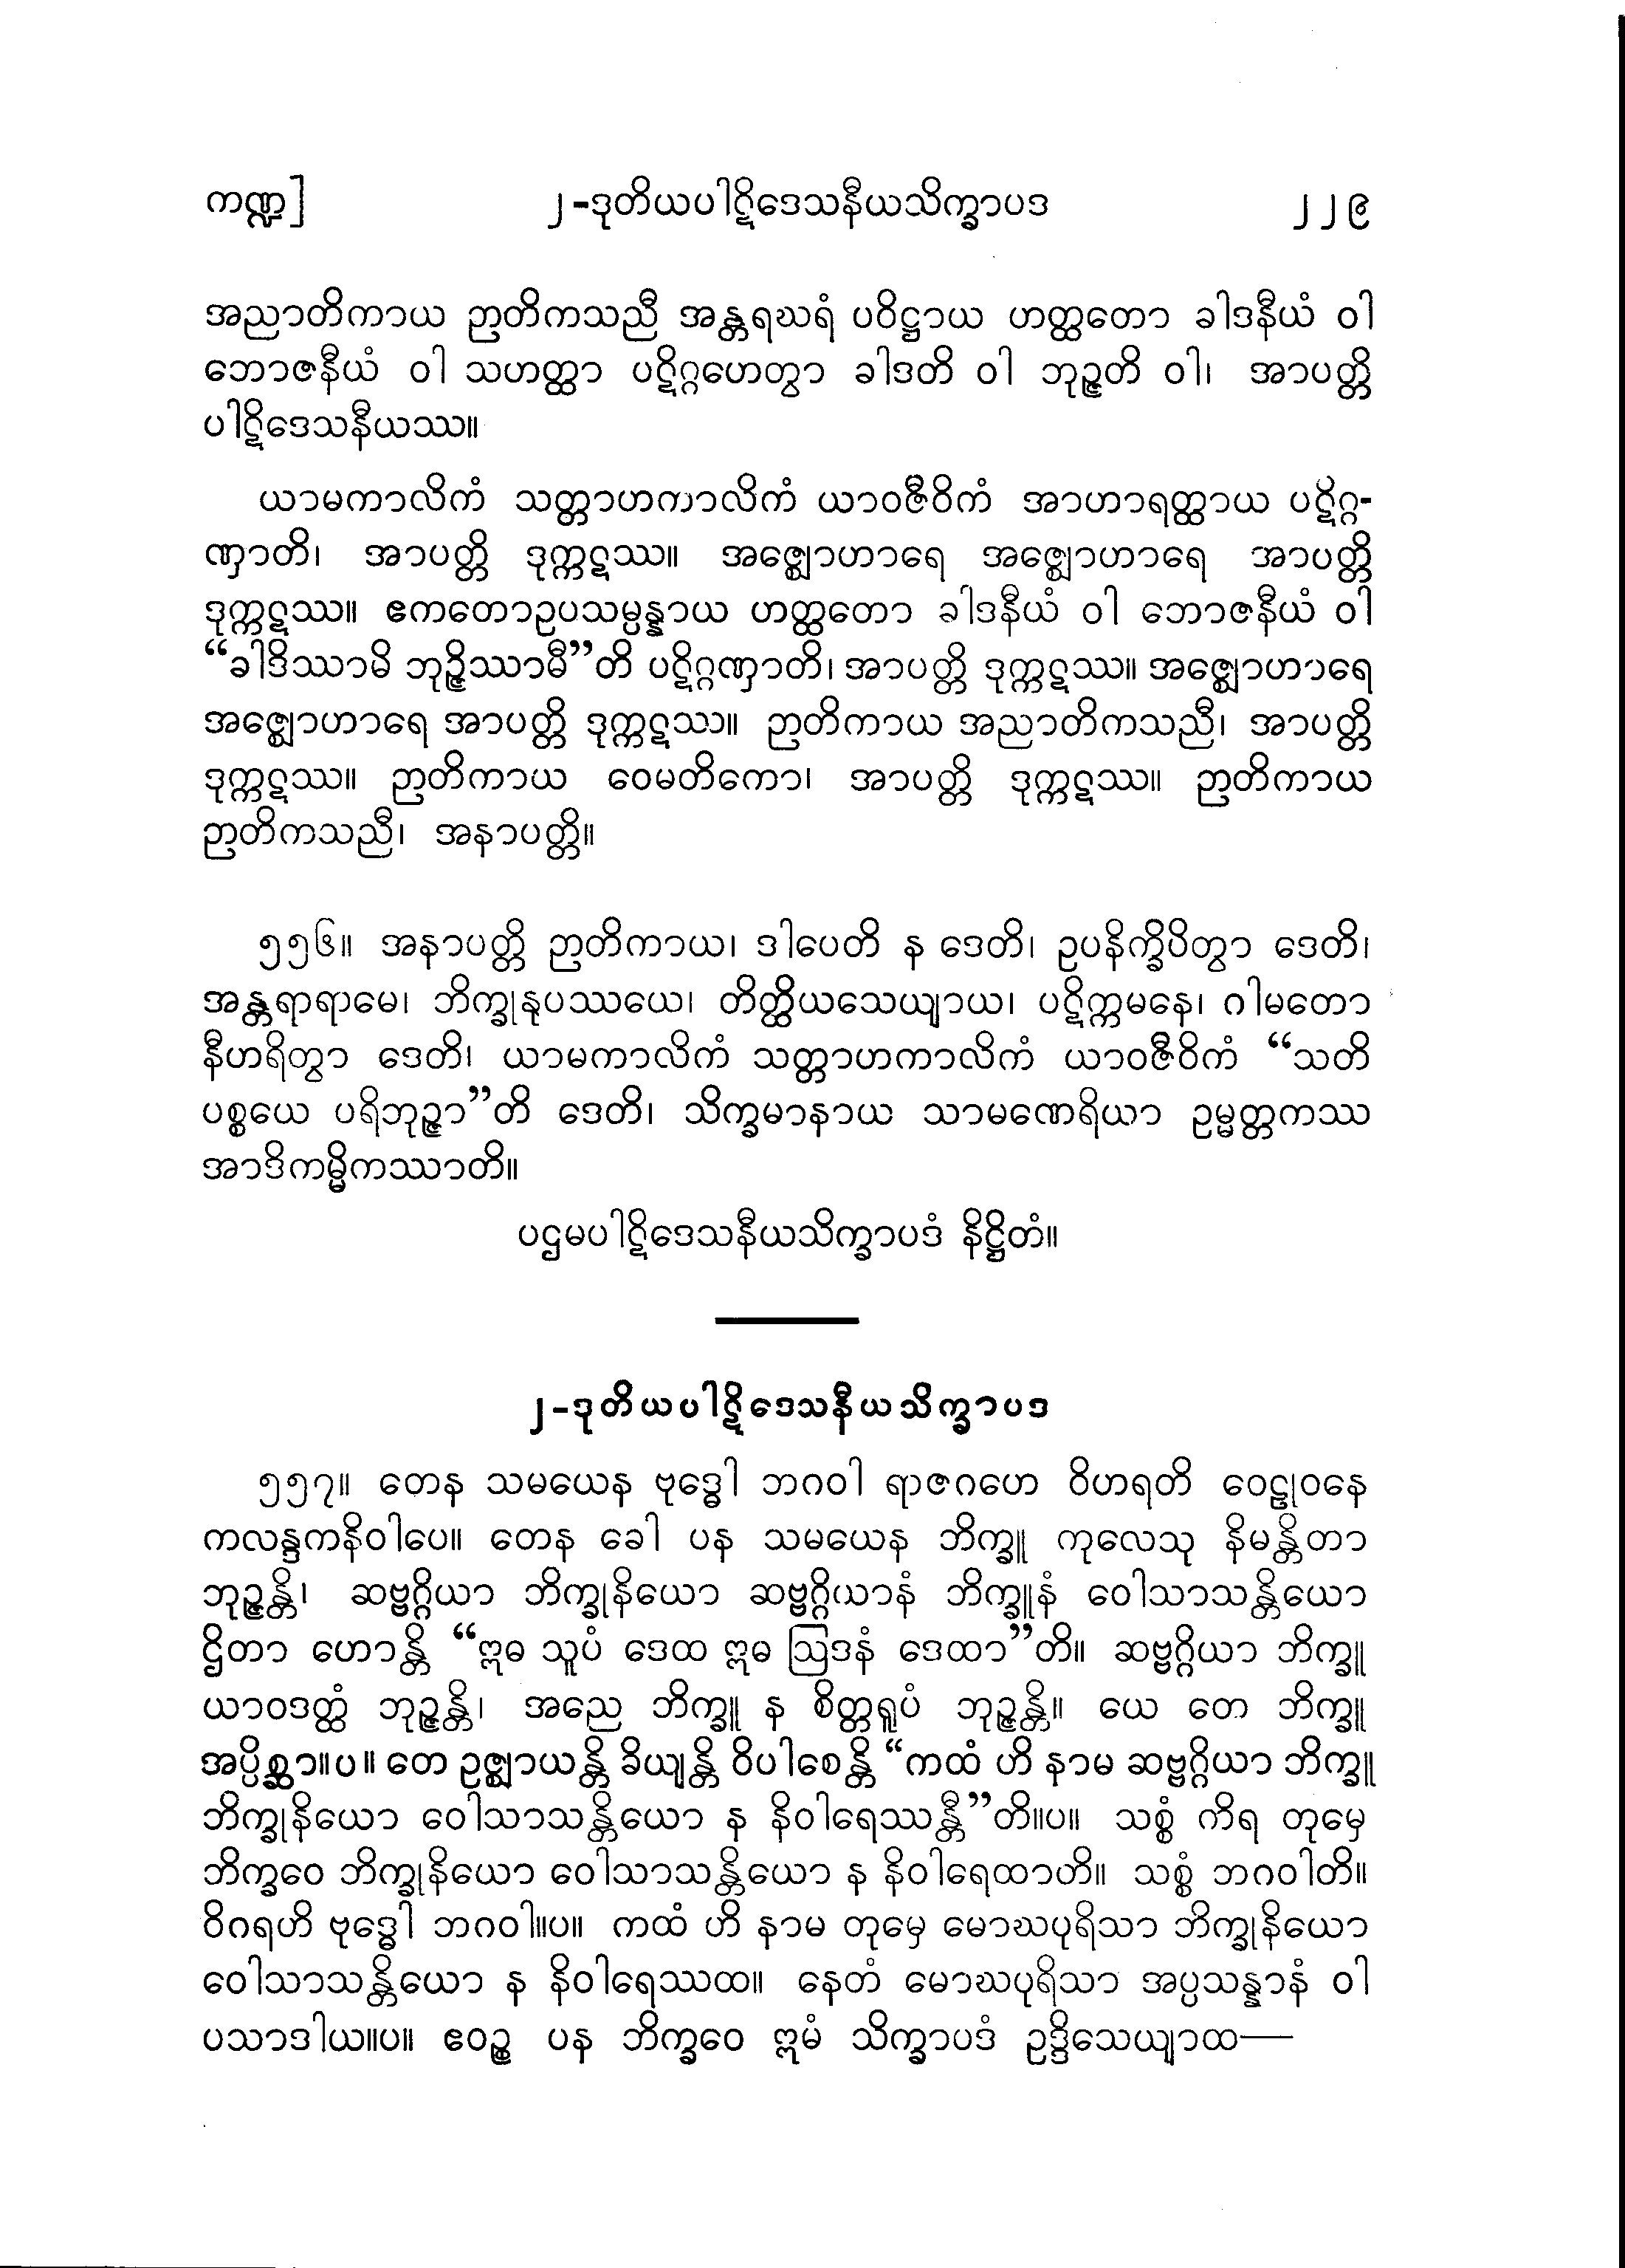 ကဏ္ဍ] ၂-ဒုတိယပါဋိဒေသနီယသိက္ခာပဒ ၂၂၉
အညာတိကာယ ဉာတိကသညီ အန္တရဃရံ ပဝိဋ္ဌာယ ဟတ္ထတော ခါဒနီယံ ဝါ
ဘောဇနီယံ ဝါ သဟတ္ထာ ပဋိဂ္ဂဟေတွာ ခါဒတိ ဝါ ဘုဉ္ဇတိ ဝါ၊ အာပတ္တိ
ပါဋိဒေသနီယဿ။
ယာမကာလိကံ သတ္တာဟကာလိကံ ယာဝဇီဝိကံ အာဟာရတ္ထာယ ပဋိဂ္ဂ-
ဏှာတိ၊ အာပတ္တိ ဒုက္ကဋဿ။ အဇ္ဈောဟာရေ အဇ္ဈောဟာရေ အာပတ္တိ
ဒုက္ကဋဿ။ ဧကတောဥပသမ္ပန္နာယ ဟတ္ထတော ခါဒနီယံ ဝါ ဘောဇနီယံ ဝါ
“ခါဒိဿာမိ ဘုဉ္ဇိဿာမီ”တိ ပဋိဂ္ဂဏှာတိ၊ အာပတ္တိ ဒုက္ကဋဿ။ အဇ္ဈောဟာရေ
အဇ္ဈောဟာရေ အာပတ္တိ ဒုက္ကဋဿ။ ဉာတိကာယ အညာတိကသညီ၊ အာပတ္တိ
ဒုက္ကဋဿ။ ဉာတိကာယ ဝေမတိကော၊ အာပတ္တိ ဒုက္ကဋဿ။ ဉာတိကာယ
ဉာတိကသညီ၊ အနာပတ္တိ။
၅၅၆။ အနာပတ္တိ ဉာတိကာယ၊ ဒါပေတိ န ဒေတိ၊ ဥပနိက္ခိပိတွာ ဒေတိ၊
အန္တရာရာမေ၊ ဘိက္ခုနုပဿယေ၊ တိတ္ထိယသေယျာယ၊ ပဋိက္ကမနေ၊ ဂါမတော
နီဟရိတွာ ဒေတိ၊ ယာမကာလိကံ သတ္တာဟကာလိကံ ယာဝဇီဝိကံ “သတိ
ပစ္စယေ ပရိဘုဉ္ဇာ”တိ ဒေတိ၊ သိက္ခမာနာယ သာမဏေရိယာ ဥမ္မတ္တကဿ
အာဒိကမ္မိကဿာတိ။
ပဌမပါဋိဒေသနီယသိက္ခာပဒံ နိဋ္ဌိတံ။
၂-ဒုတိယပါဋိဒေသနီယသိက္ခာပဒ
၅၅၇။ တေန သမယေန ဗုဒ္ဓေါ ဘဂဝါ ရာဇဂဟေ ဝိဟရတိ ဝေဠုဝနေ
ကလန္ဒကနိဝါပေ။ တေန ခေါ ပန သမယေန ဘိက္ခူ ကုလေသု နိမန္တိတာ
ဘုဉ္ဇန္တိ၊ ဆဗ္ဗဂ္ဂိယာ ဘိက္ခုနိယော ဆဗ္ဗဂ္ဂိယာနံ ဘိက္ခူနံ ဝေါသာသန္တိယော
ဌိတာ ဟောန္တိ “ဣဓ သူပံ ဒေထ ဣဓ ဩဒနံ ဒေထာ”တိ။ ဆဗ္ဗဂ္ဂိယာ ဘိက္ခူ
ယာဝဒတ္ထံ ဘုဉ္ဇန္တိ၊ အညေ ဘိက္ခူ န စိတ္တရူပံ ဘုဉ္ဇန္တိ။ ယေ တေ ဘိက္ခူ
အပ္ပိစ္ဆာ။ပ။ တေ ဥဇ္ဈာယန္တိ ခိယျန္တိ ဝိပါစေန္တိ “ကထံ ဟိ နာမ ဆဗ္ဗဂ္ဂိယာ ဘိက္ခူ
ဘိက္ခုနိယော ဝေါသာသန္တိယော န နိဝါရေဿန္တီ”တိ။ပ။ သစ္စံ ကိရ တုမှေ
ဘိက္ခဝေ ဘိက္ခုနိယော ဝေါသာသန္တိယော န နိဝါရေထာတိ။ သစ္စံ ဘဂဝါတိ။
ဝိဂရဟိ ဗုဒ္ဓေါ ဘဂဝါ။ပ။ ကထံ ဟိ နာမ တုမှေ မောဃပုရိသာ ဘိက္ခုနိယော
ဝေါသာသန္တိယော န နိဝါရေဿထ။ နေတံ မောဃပုရိသာ အပ္ပသန္နာနံ ဝါ
ပသာဒါယ။ပ။ ဧဝဉ္စ ပန ဘိက္ခဝေ ဣမံ သိက္ခာပဒံ ဥဒ္ဒိသေယျာထ—